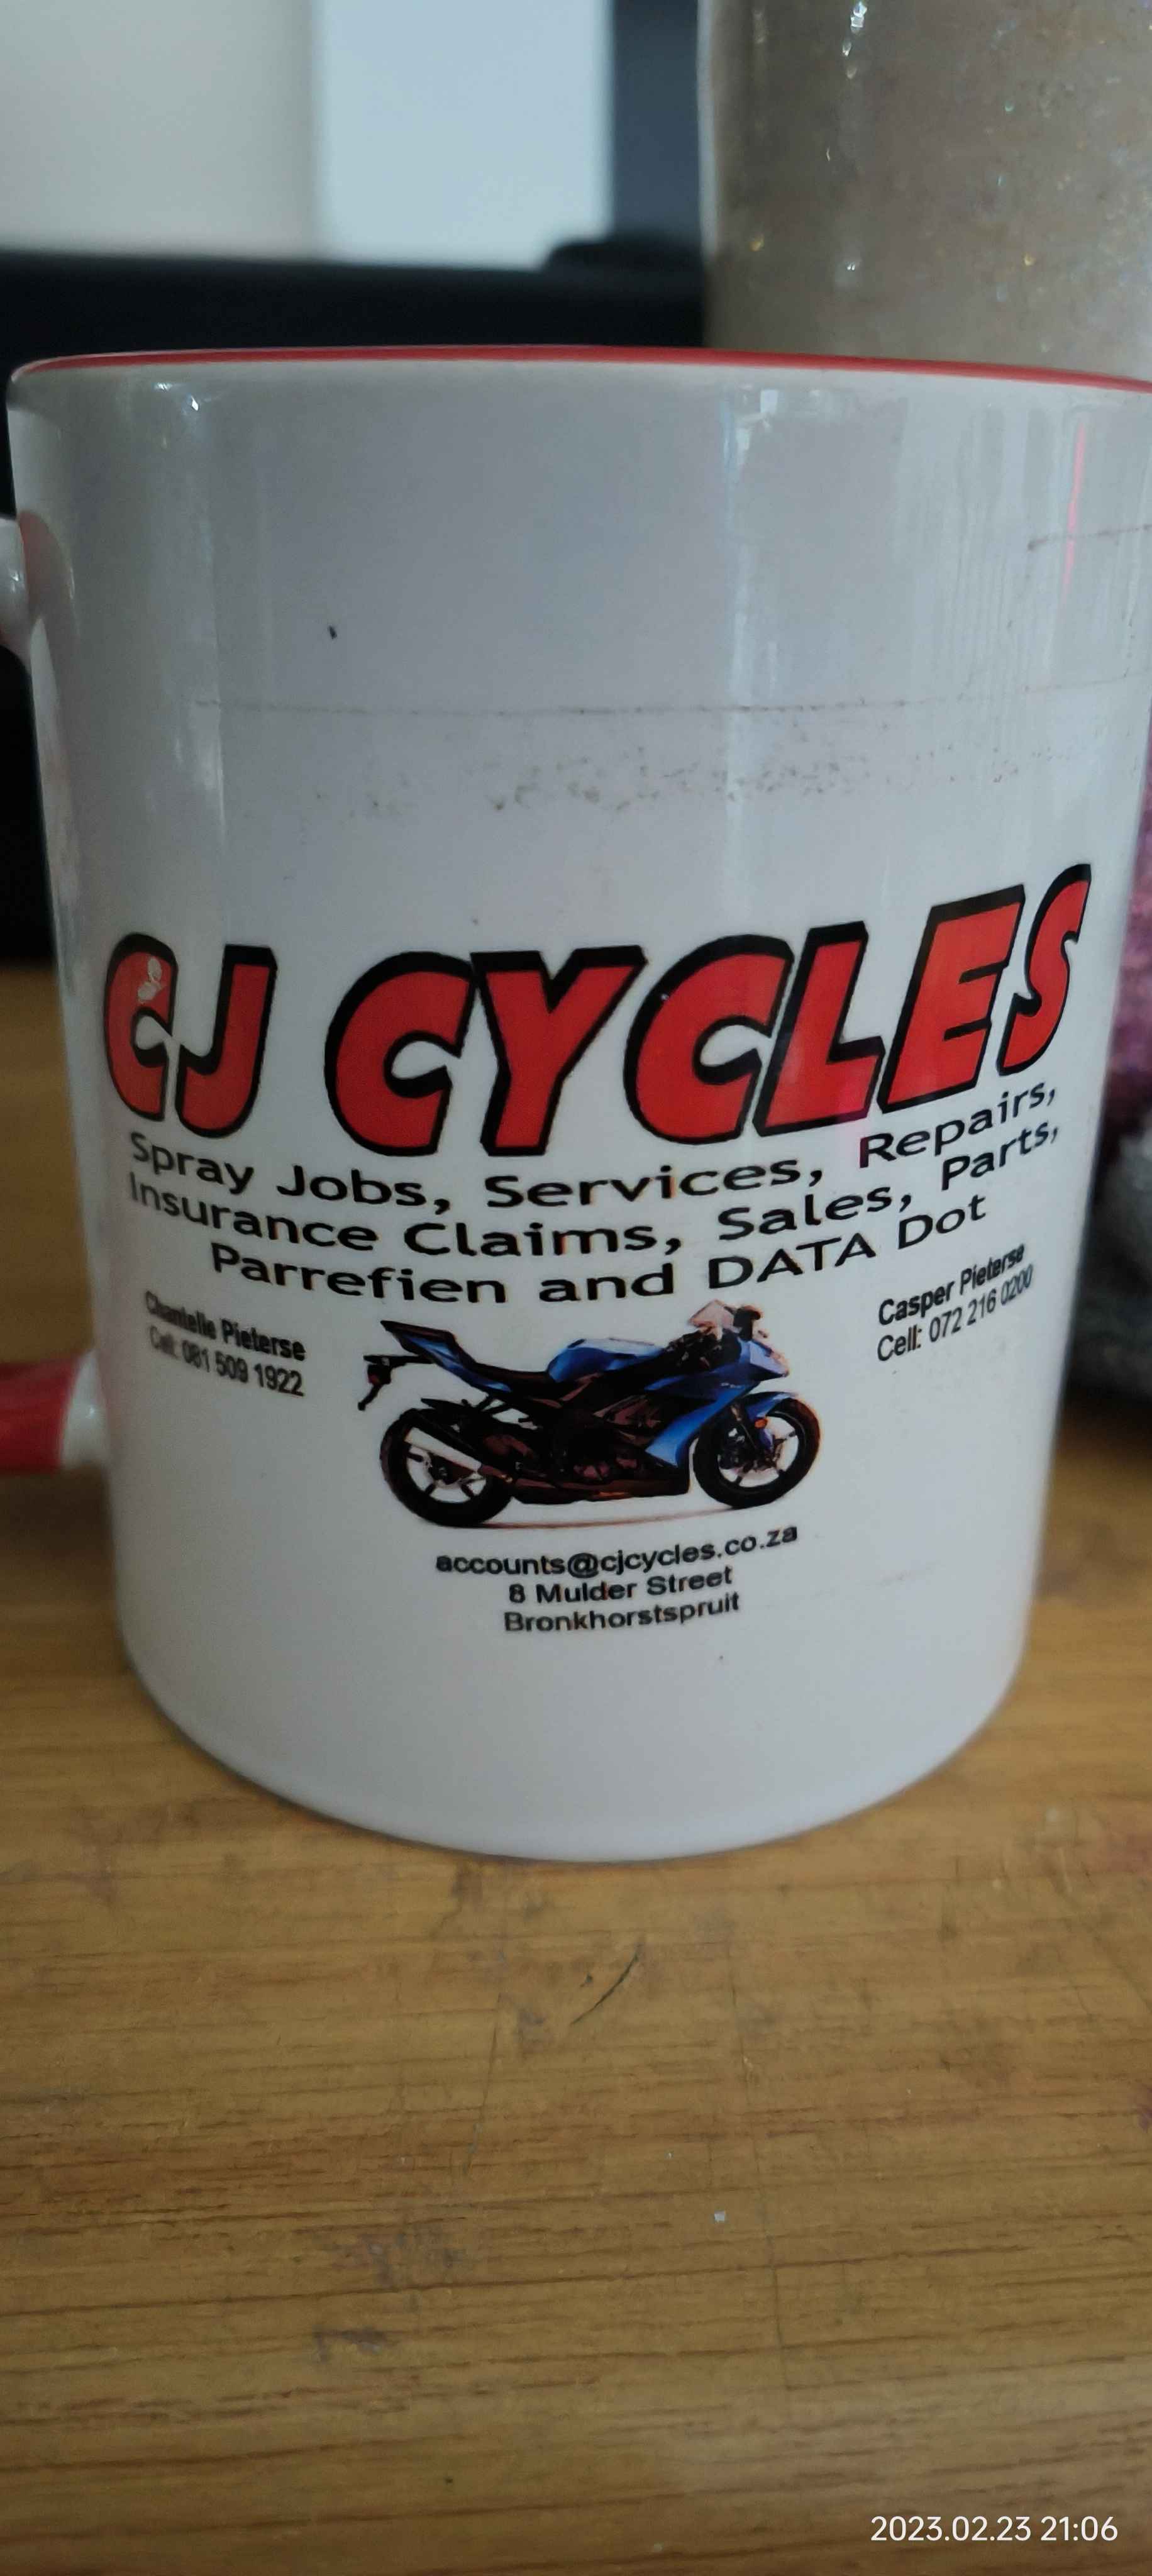 CJ CYCLES
Spray Jobs, Services, Repairs,
Insurance Claims, Sales, Parts,
Parrefien and DATA Dot
Chantelle Pieterse
Cell: 081 509 1922
Casper Pieterse
Cell: 072 216 0200
accounts@cjcycles.co.za
8 Mulder Street
Bronkhorstspruit
2023.02.23 21:06